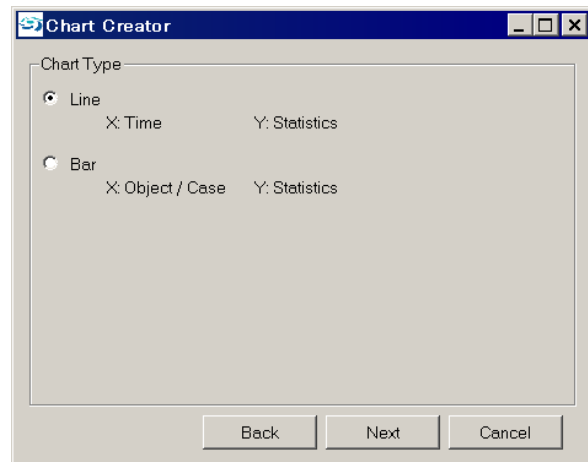 Chart Creator
Chart Type
Line
X: Time Y: Statistics
Bar
X: Object / Case Y: Statistics
Back Next Cancel